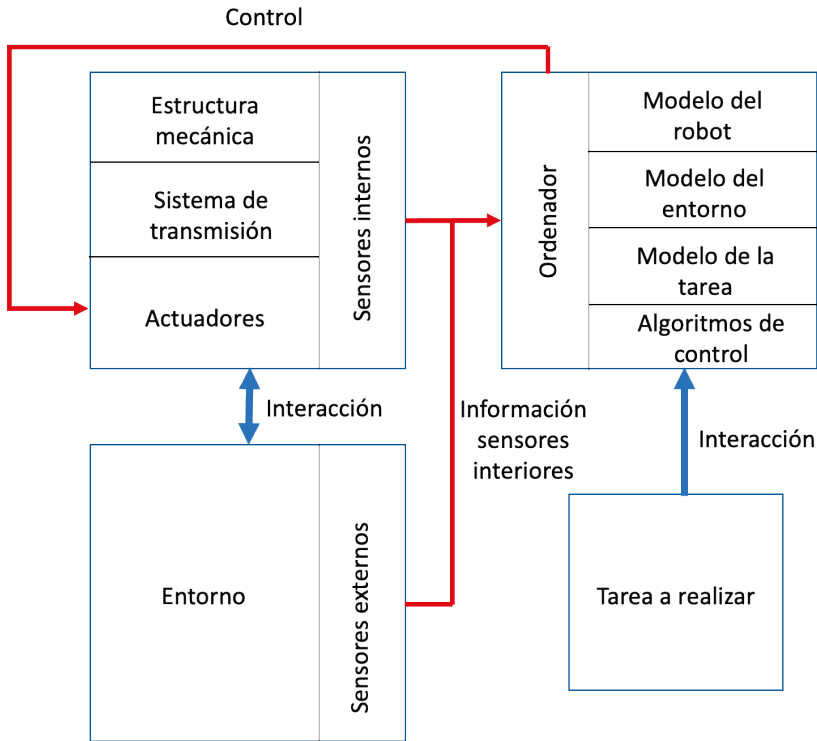 Control
Estructura
mecánica
Sistema de
transmisión
Actuadores
Sensores internos
Ordenador
Modelo del
robot
Modelo del
entorno
Modelo de la
tarea
Algoritmos de
control
Interacción
Información
sensores
interiores
Interacción
Entorno
Sensores externos
Tarea a realizar